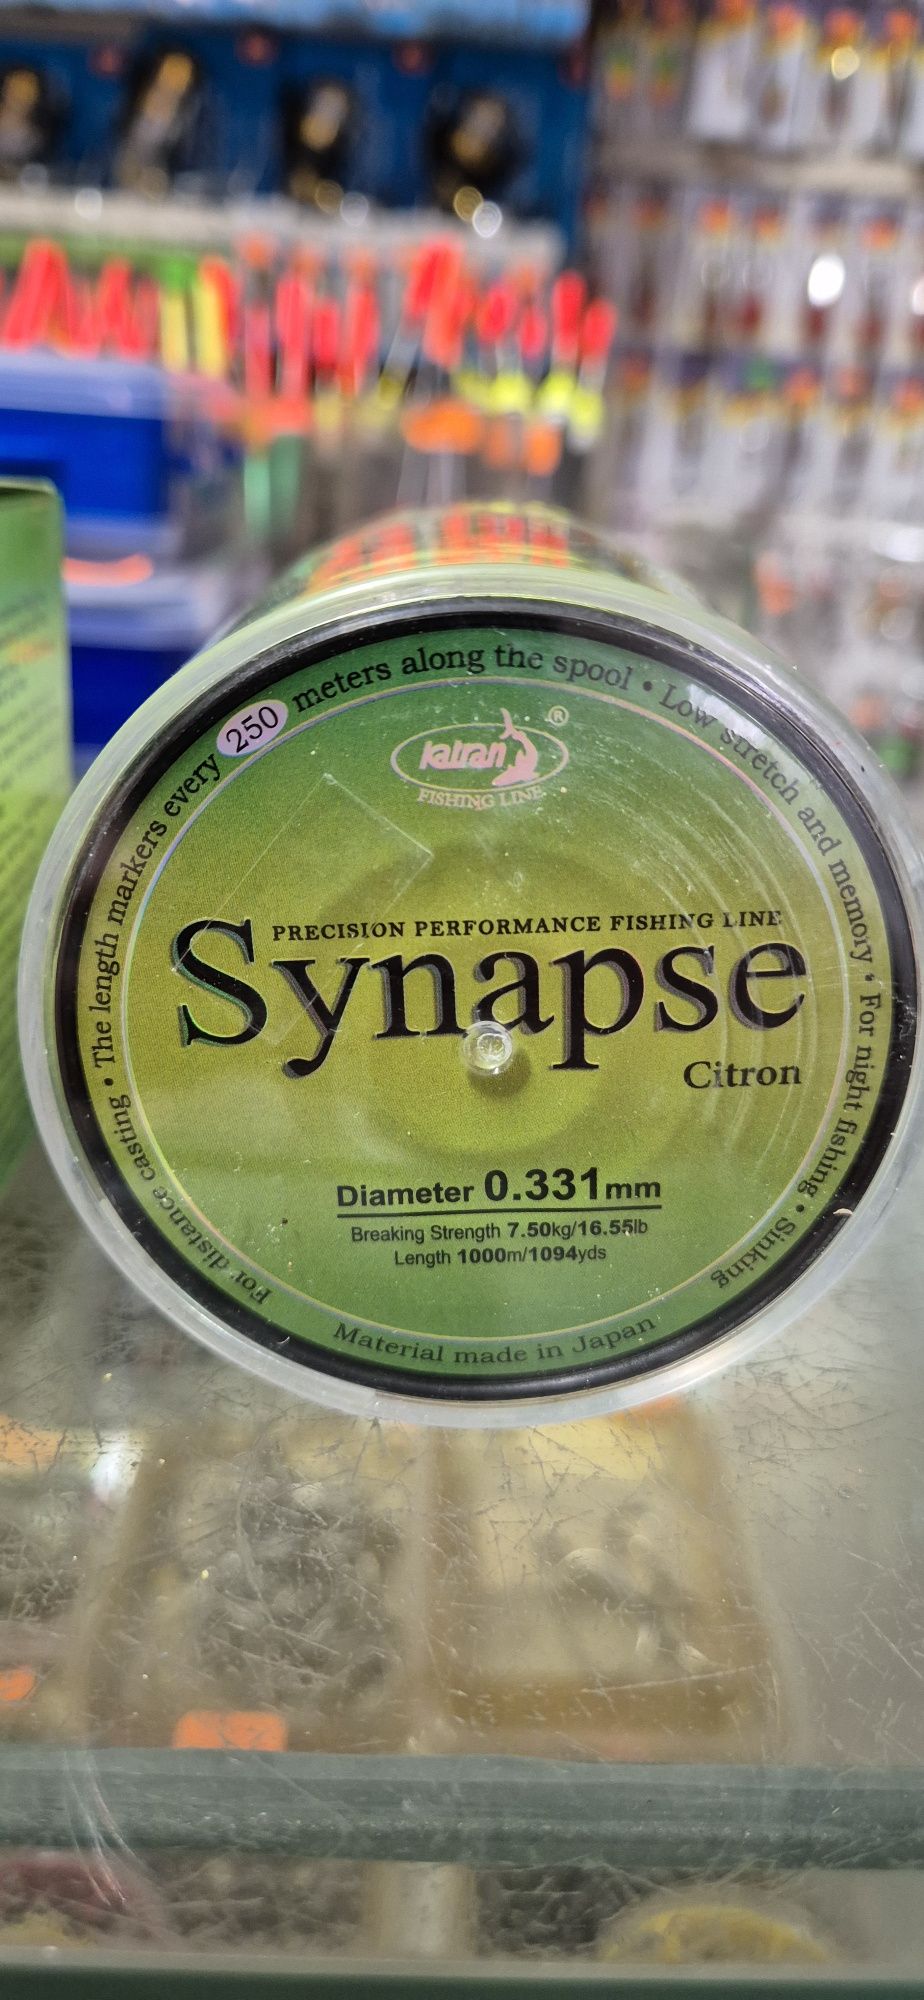 The length markers every 250 meters along the spool • Low stretch and memory • For night fishing • Sinking
Katran ®
FISHING LINE
PRECISION PERFORMANCE FISHING LINE
Synapse
Citron
Diameter 0.331mm
Breaking Strength 7.50kg/16.55lb
Length 1000m/1094yds
For distance casting •
Material made in Japan